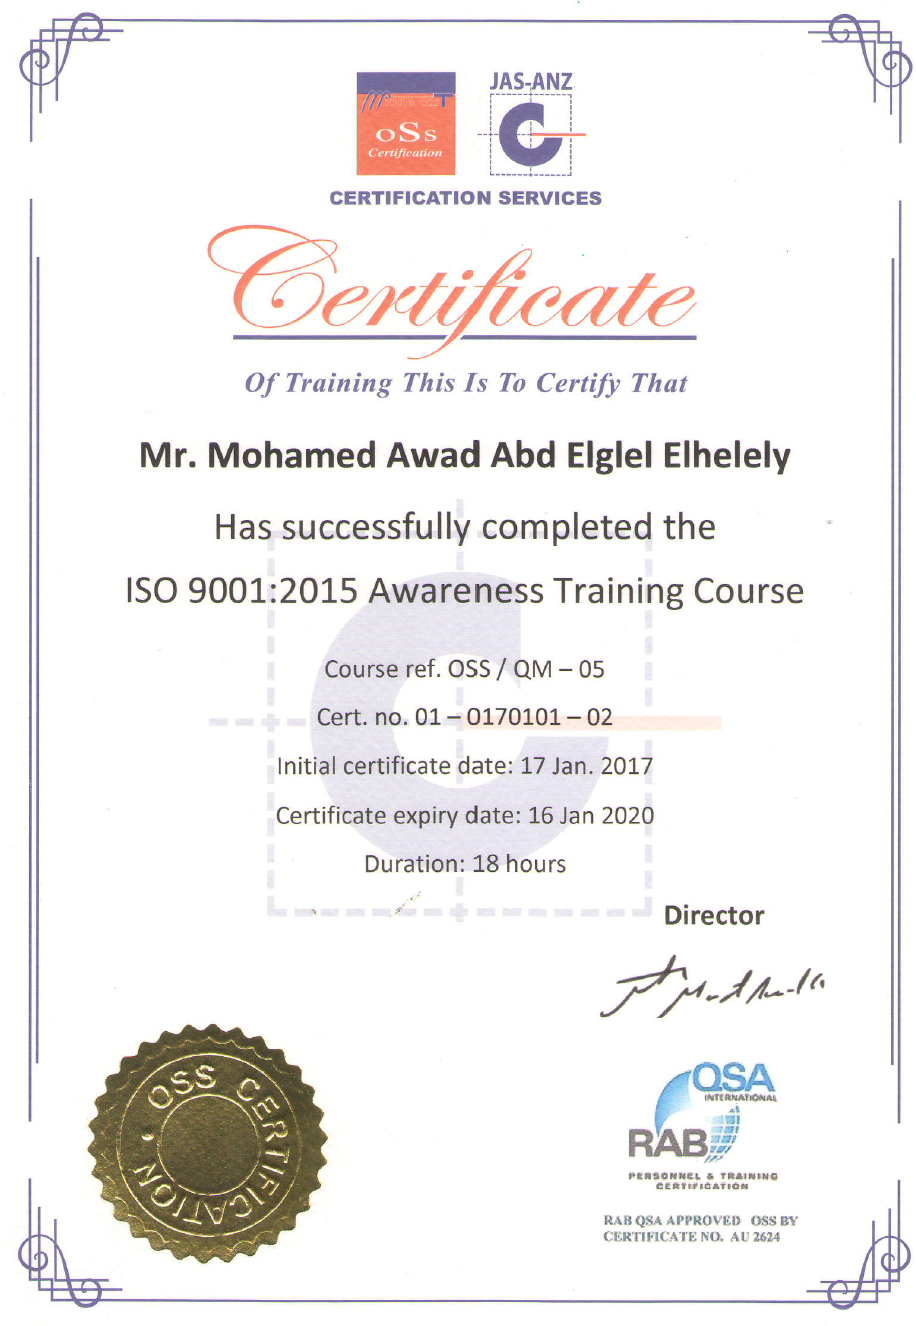 JAS-ANZ
oSs
Certification
CERTIFICATION SERVICES
Certificate
Of Training This Is To Certify That
Mr. Mohamed Awad Abd Elglel Elhelely
Has successfully completed the
ISO 9001:2015 Awareness Training Course
Course ref. OSS / QM – 05
Cert. no. 01 – 0170101 – 02
Initial certificate date: 17 Jan. 2017
Certificate expiry date: 16 Jan 2020
Duration: 18 hours
Director
OSS CERTIFICATION
QSA
INTERNATIONAL
RAB
PERSONNEL & TRAINING
CERTIFICATION
RAB QSA APPROVED OSS BY
CERTIFICATE NO. AU 2624